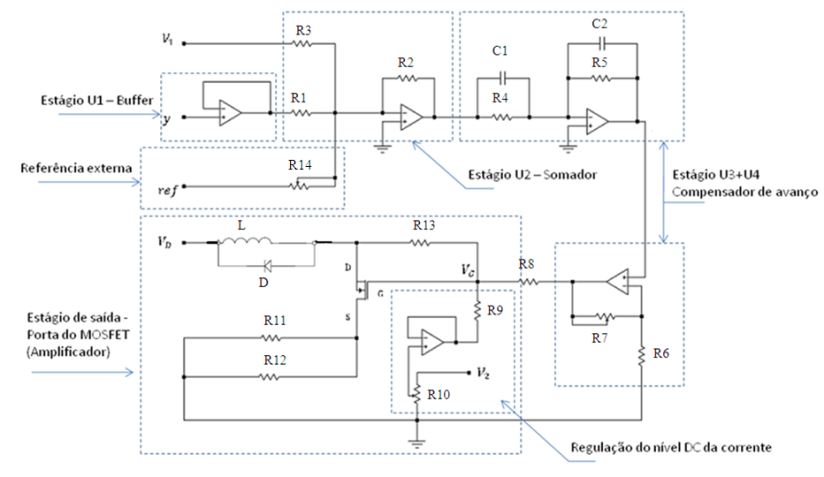 V₁
R3
C2
C1
R2
R5
Estágio U1 – Buffer
R1
R4
y
Referência externa
R14
ref
Estágio U2 – Somador
Estágio U3+U4
Compensador de avanço
L
R13
V_D
D
V_G
R8
D
G
R9
S
Estágio de saída -
Porta do MOSFET
(Amplificador)
R11
R7
R12
R6
V₂
R10
Regulação do nível DC da corrente